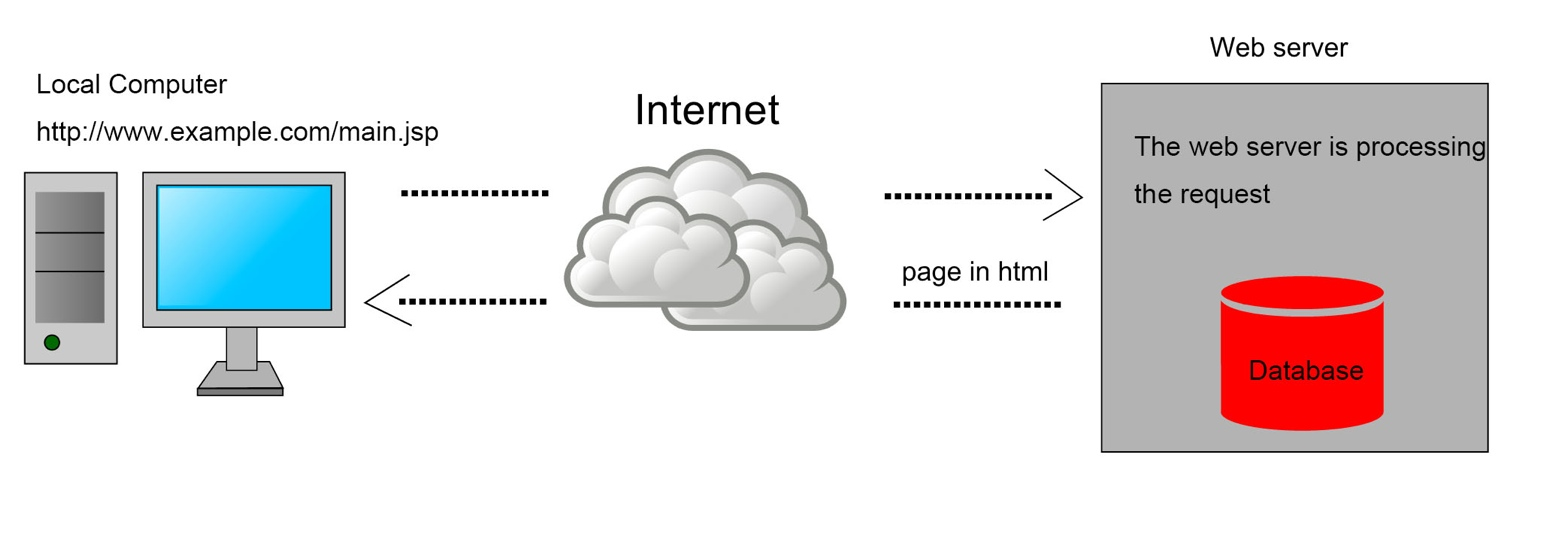 Local Computer
http://www.example.com/main.jsp
Internet
page in html
Web server
The web server is processing
the request
Database